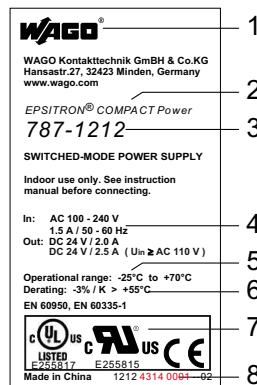 WAGO® 1
WAGO Kontakttechnik GmBH & Co.KG
Hansastr.27, 32423 Minden, Germany
www.wago.com
2
EPSITRON® COMPACT Power
787-1212 3
SWITCHED-MODE POWER SUPPLY
Indoor use only. See instruction
manual before connecting.
In: AC 100 - 240 V
1.5 A / 50 - 60 Hz 4
Out: DC 24 V / 2.0 A
DC 24 V / 2.5 A ( Uin ≥ AC 110 V )
5
Operational range: -25°C to +70°C
Derating: -3% / K > +55°C 6
EN 60950, EN 60335-1
c UL us LISTED c UR® us CE 7
E255817 E255815
Made in China 1212 4314 0001 --02 8